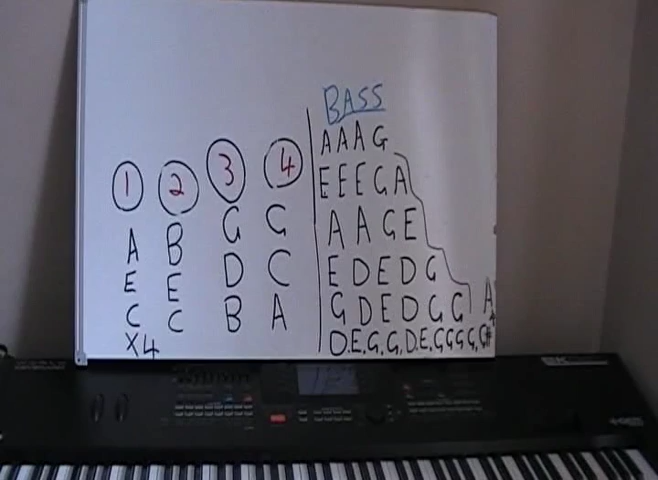 BASS
AAAG
① ② ③ ④
EEEGA
A B G G
AAGE
E E D C
EDEDG
C C B A
GDEDGG A
X4
D.E.G.G,D.E,GGGG,G#